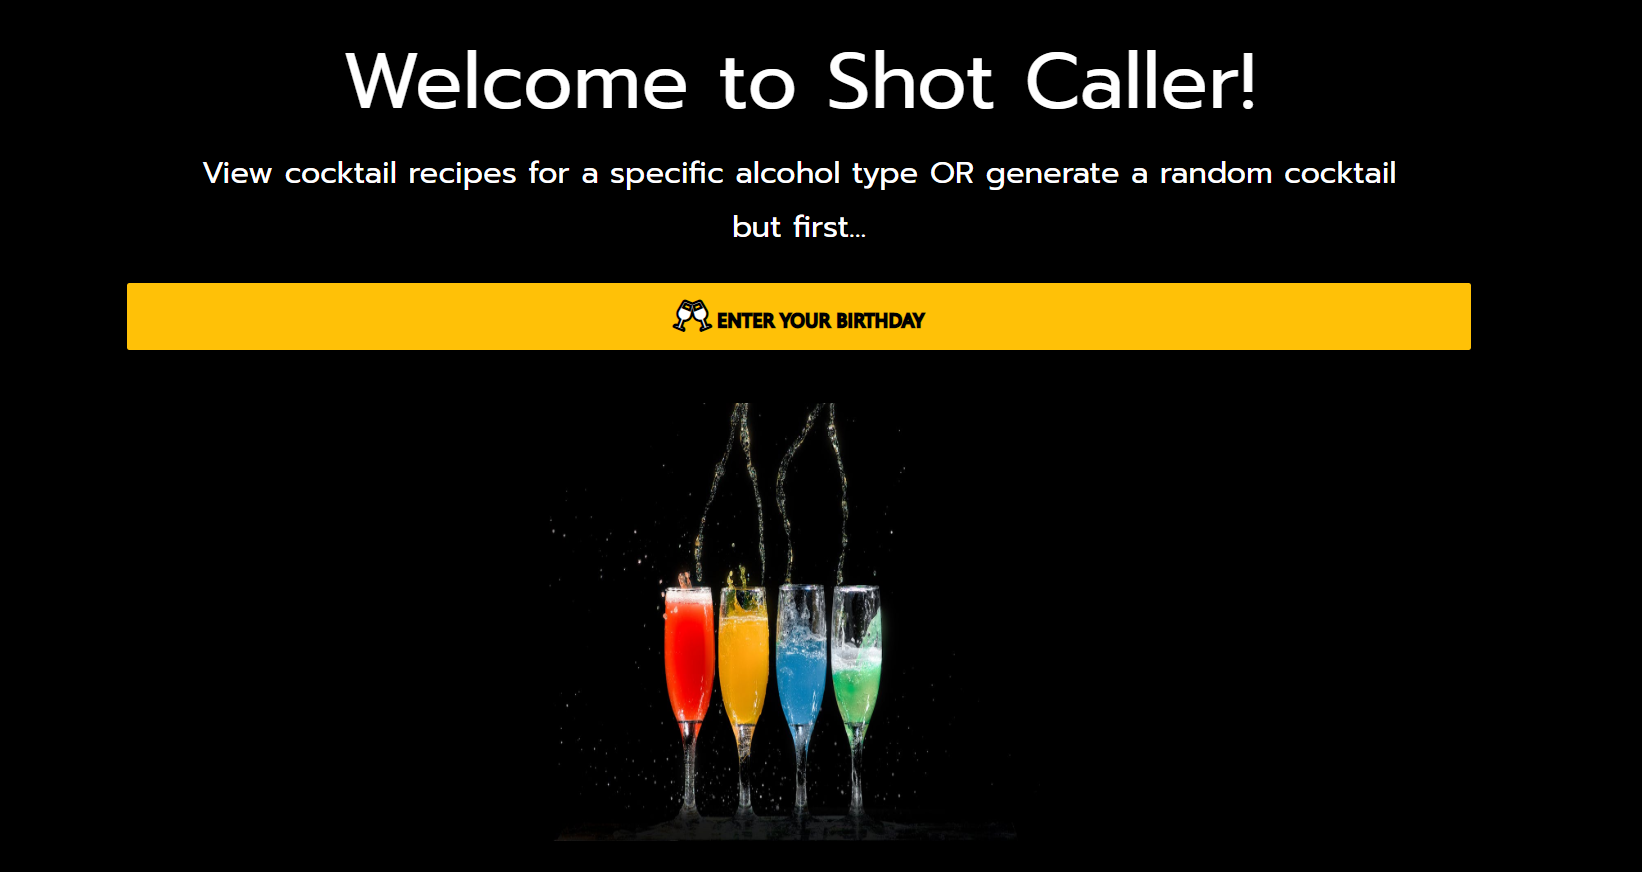 Welcome to Shot Caller!
View cocktail recipes for a specific alcohol type OR generate a random cocktail
but first...
ENTER YOUR BIRTHDAY